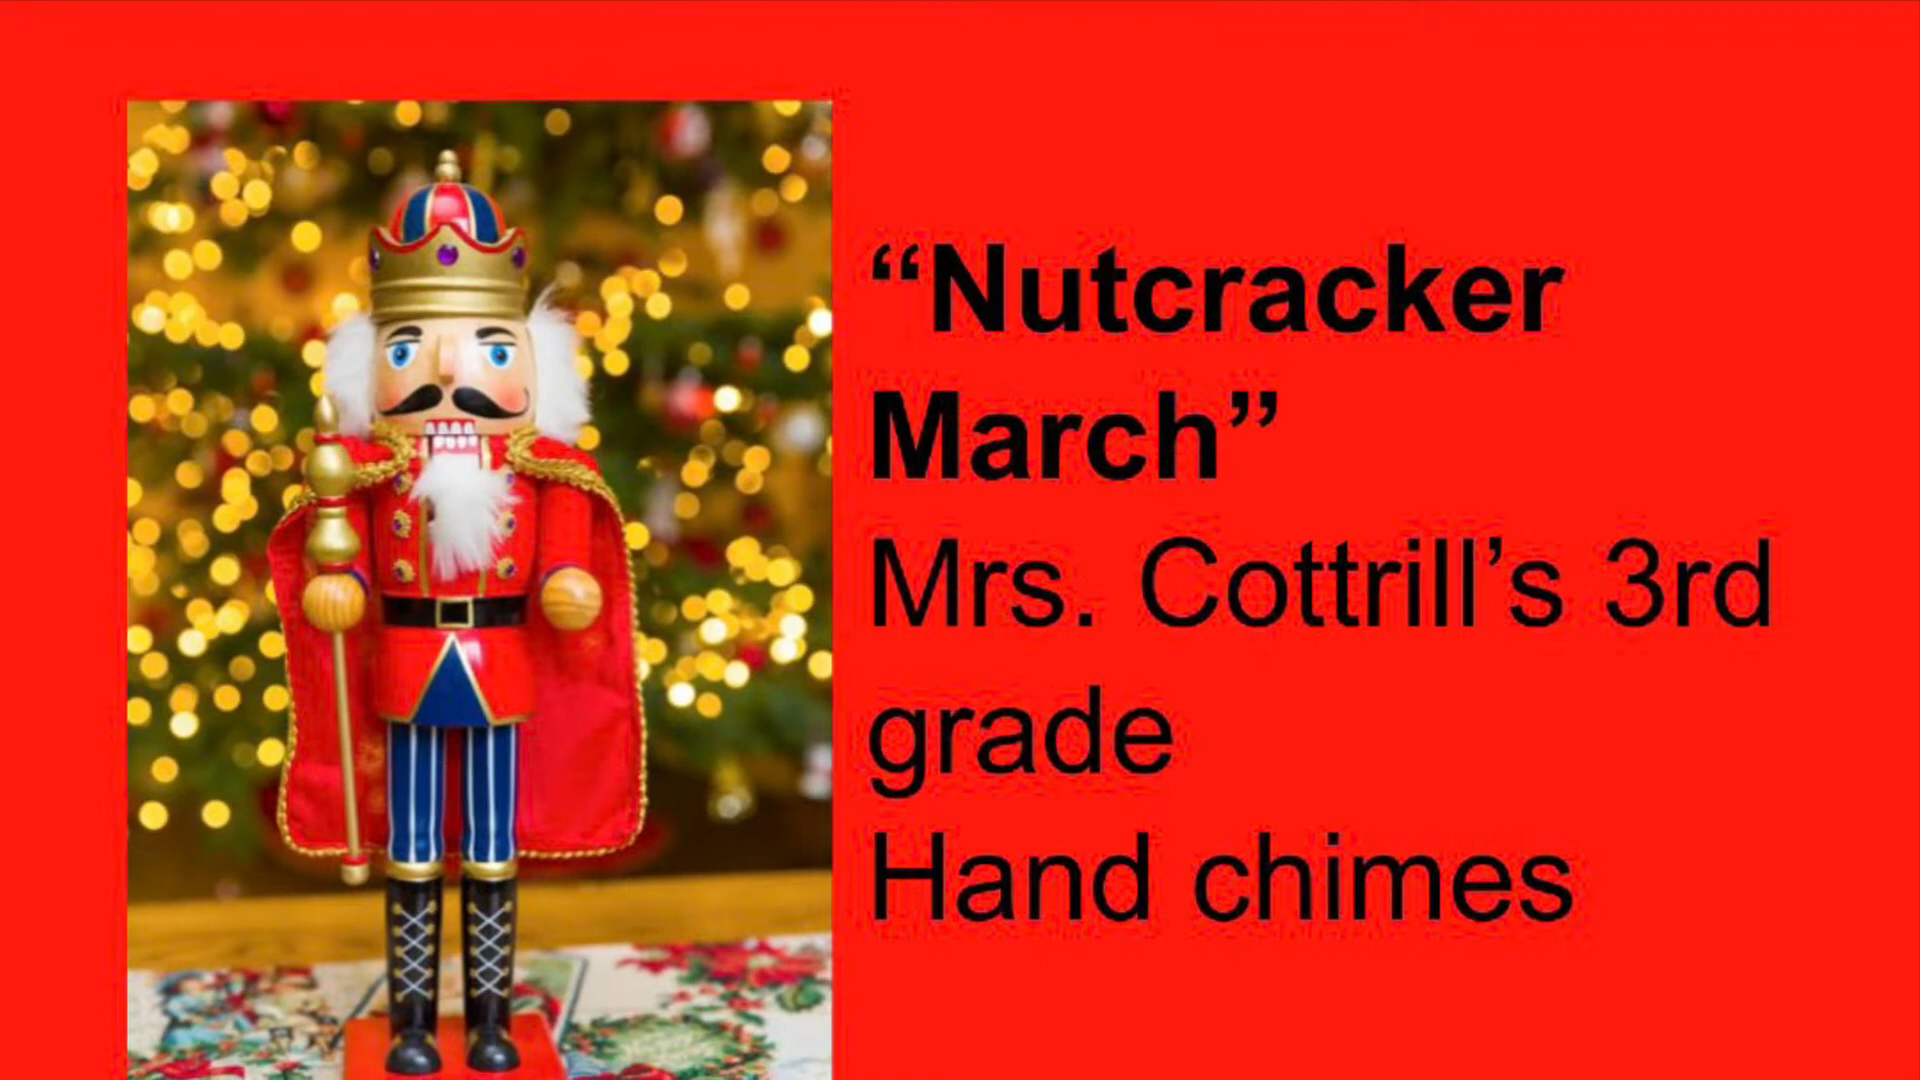 “Nutcracker
March”
Mrs. Cottrill’s 3rd
grade
Hand chimes